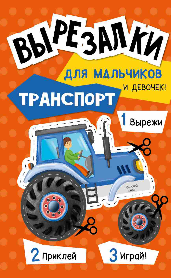 ВЫРЕЗАЛКИ
ДЛЯ МАЛЬЧИКОВ
И ДЕВОЧЕК!
ТРАНСПОРТ
1 Вырежи
2 Приклей
3 Играй!